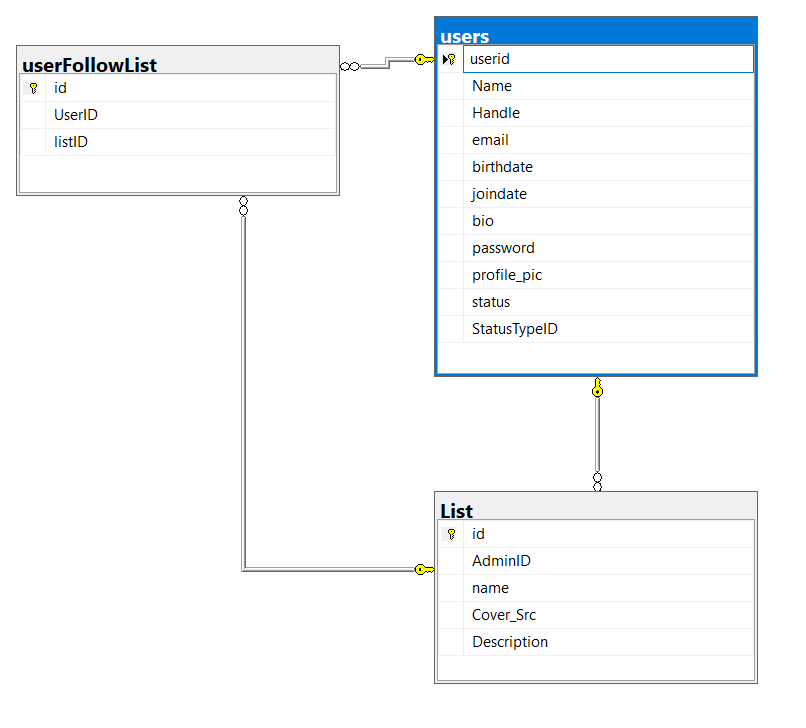 userFollowList
id
UserID
listID
users
userid
Name
Handle
email
birthdate
joindate
bio
password
profile_pic
status
StatusTypeID
List
id
AdminID
name
Cover_Src
Description